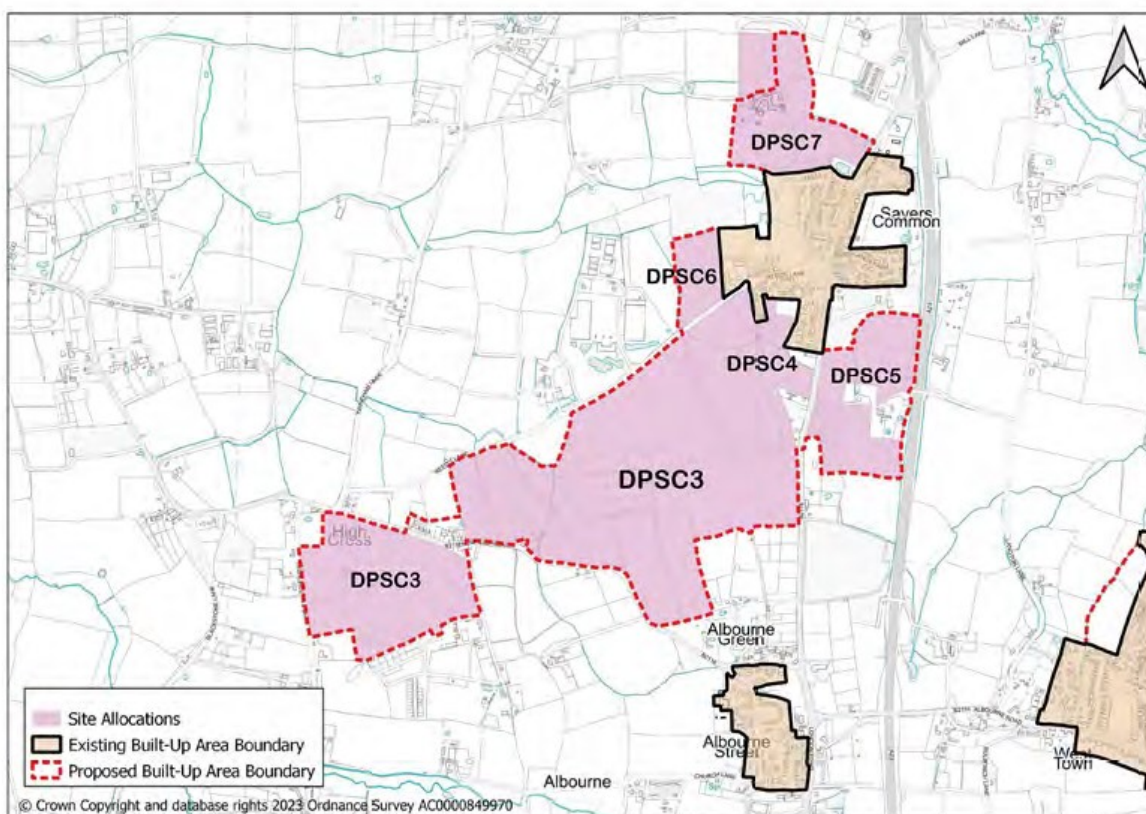 DPSC7
Sayers
Common
DPSC6
DPSC4
DPSC5
DPSC3
High
Cross
DPSC3
Albourne
Green
Albourne
Street
West
Town
Albourne
Site Allocations
Existing Built-Up Area Boundary
Proposed Built-Up Area Boundary
© Crown Copyright and database rights 2023 Ordnance Survey AC0000849970